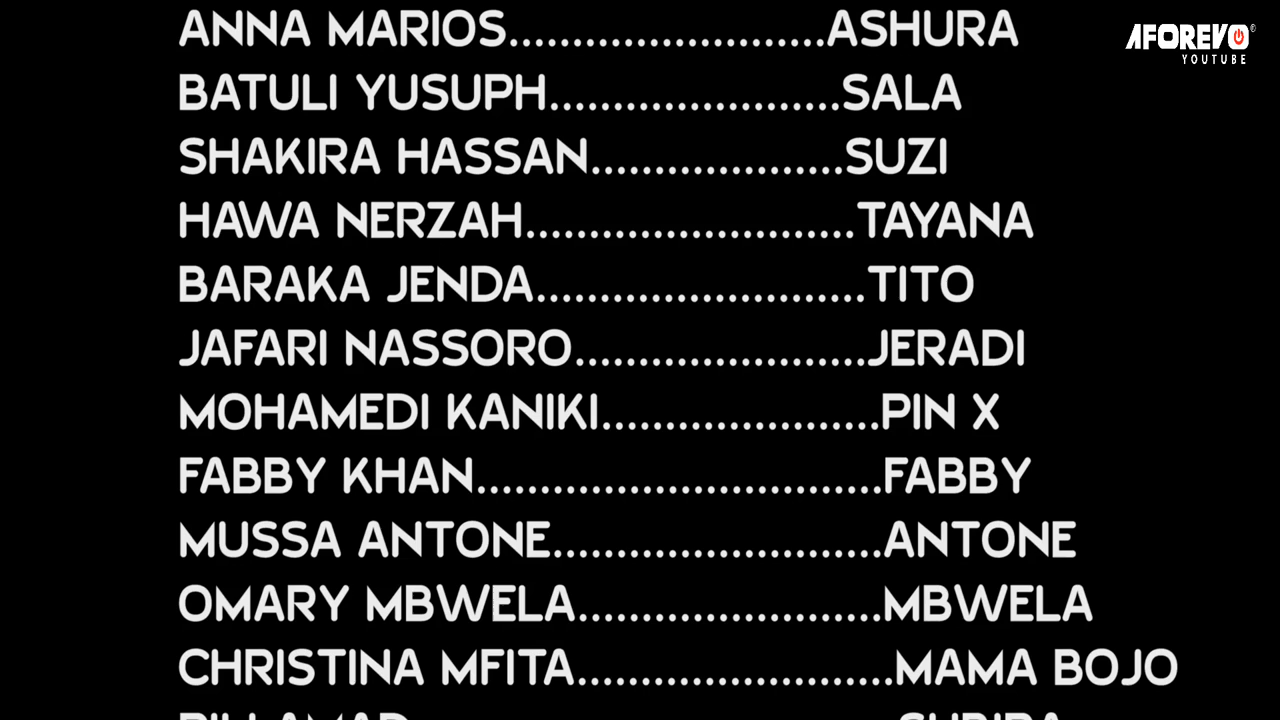 ANNA MARIOS.........................ASHURA
AFOREVO®
YOUTUBE
BATULI YUSUPH.......................SALA
SHAKIRA HASSAN....................SUZI
HAWA NERZAH..........................TAYANA
BARAKA JENDA..........................TITO
JAFARI NASSORO.......................JERADI
MOHAMEDI KANIKI......................PIN X
FABBY KHAN................................FABBY
MUSSA ANTONE..........................ANTONE
OMARY MBWELA........................MBWELA
CHRISTINA MFITA.........................MAMA BOJO